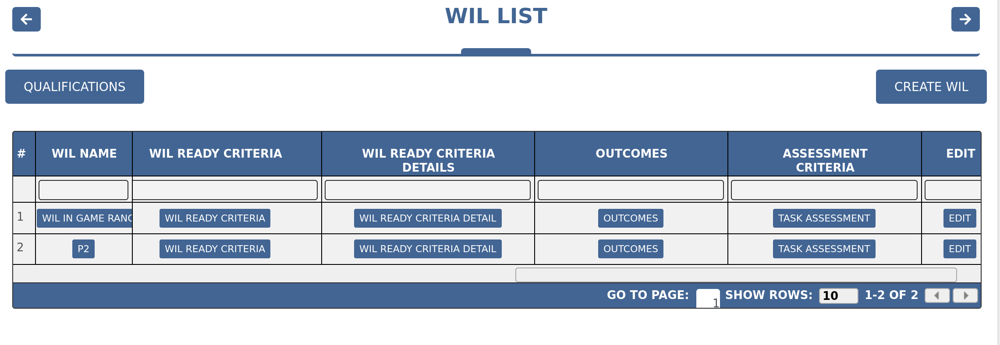 WIL LIST
QUALIFICATIONS
CREATE WIL
# WIL NAME WIL READY CRITERIA WIL READY CRITERIA DETAILS OUTCOMES ASSESSMENT CRITERIA EDIT
1 WIL IN GAME WIL READY CRITERIA WIL READY CRITERIA DETAIL OUTCOMES TASK ASSESSMENT EDIT
2 P2 WIL READY CRITERIA WIL READY CRITERIA DETAIL OUTCOMES TASK ASSESSMENT EDIT
GO TO PAGE: 1 SHOW ROWS: 10 1-2 OF 2